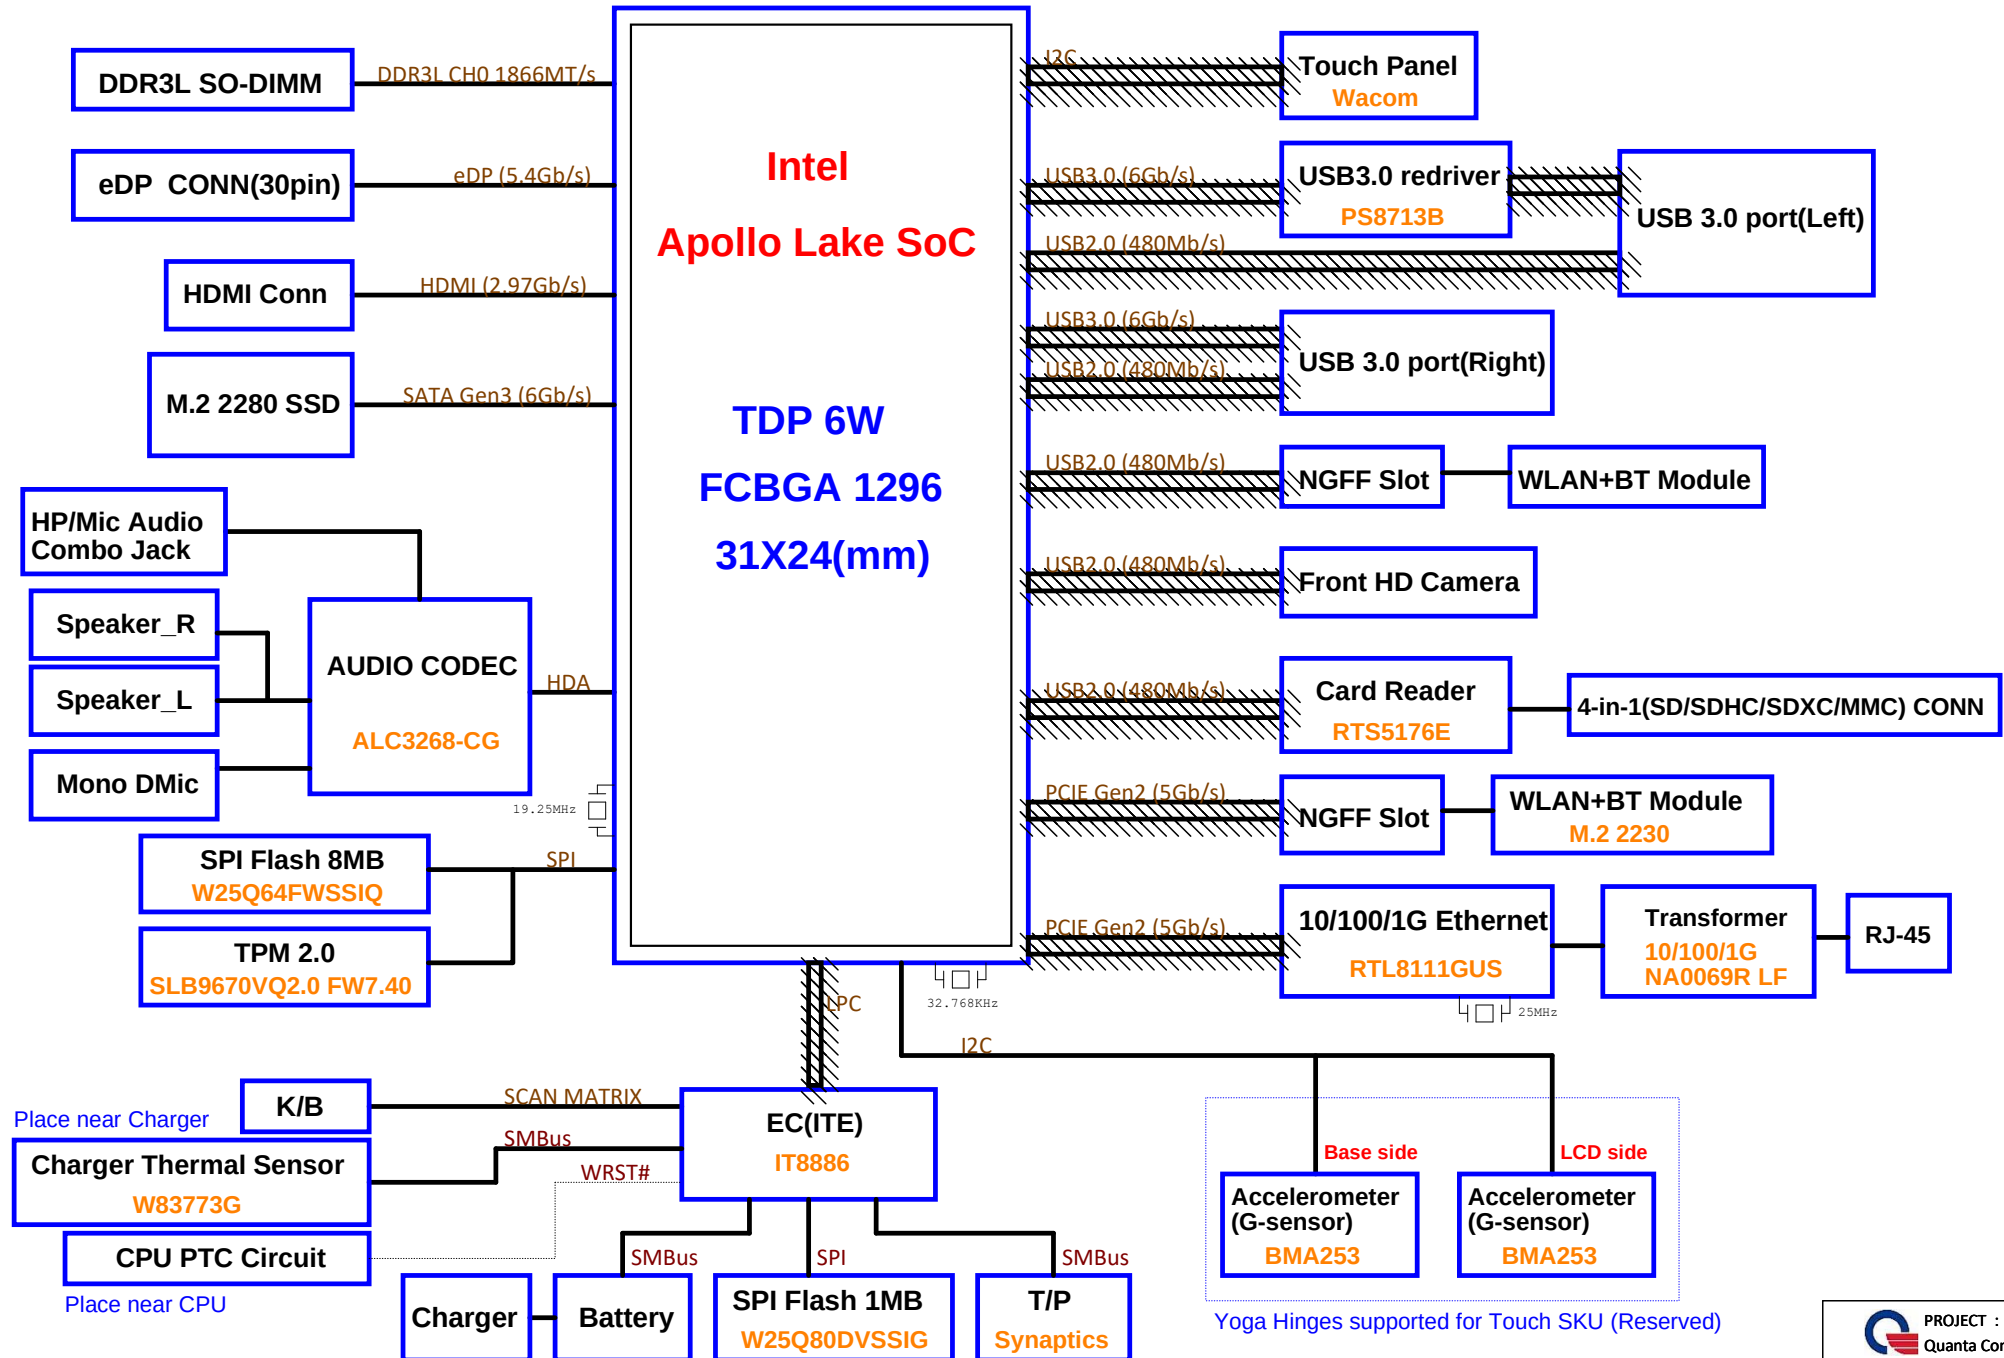 DDR3L SO-DIMM
DDR3L CH0 1866MT/s
eDP  CONN(30pin)
eDP (5.4Gb/s)
HDMI Conn
HDMI (2.97Gb/s)
M.2 2280 SSD
SATA Gen3 (6Gb/s)
HP/Mic Audio
Combo Jack
Speaker_R
Speaker_L
Mono DMic
AUDIO CODEC
ALC3268-CG
HDA
19.25MHz
SPI Flash 8MB
W25Q64FWSSIQ
SPI
TPM 2.0
SLB9670VQ2.0 FW7.40
Intel
Apollo Lake SoC
TDP 6W
FCBGA 1296
31X24(mm)
I2C
Touch Panel
Wacom
USB3.0 (6Gb/s)
USB3.0 redriver
PS8713B
USB 3.0 port(Left)
USB2.0 (480Mb/s)
USB3.0 (6Gb/s)
USB2.0 (480Mb/s)
USB 3.0 port(Right)
USB2.0 (480Mb/s)
NGFF Slot
WLAN+BT Module
USB2.0 (480Mb/s)
Front HD Camera
USB2.0 (480Mb/s)
Card Reader
RTS5176E
4-in-1(SD/SDHC/SDXC/MMC) CONN
PCIE Gen2 (5Gb/s)
NGFF Slot
WLAN+BT Module
M.2 2230
PCIE Gen2 (5Gb/s)
10/100/1G Ethernet
RTL8111GUS
25MHz
Transformer
10/100/1G
NA0069R LF
RJ-45
LPC
32.768KHz
I2C
K/B
SCAN MATRIX
Place near Charger
Charger Thermal Sensor
W83773G
SMBus
WRST#
CPU PTC Circuit
Place near CPU
EC(ITE)
IT8886
SMBus
SPI
SMBus
Charger
Battery
SPI Flash 1MB
W25Q80DVSSIG
T/P
Synaptics
Base side
LCD side
Accelerometer
(G-sensor)
BMA253
Accelerometer
(G-sensor)
BMA253
Yoga Hinges supported for Touch SKU (Reserved)
PROJECT :
Quanta Cor